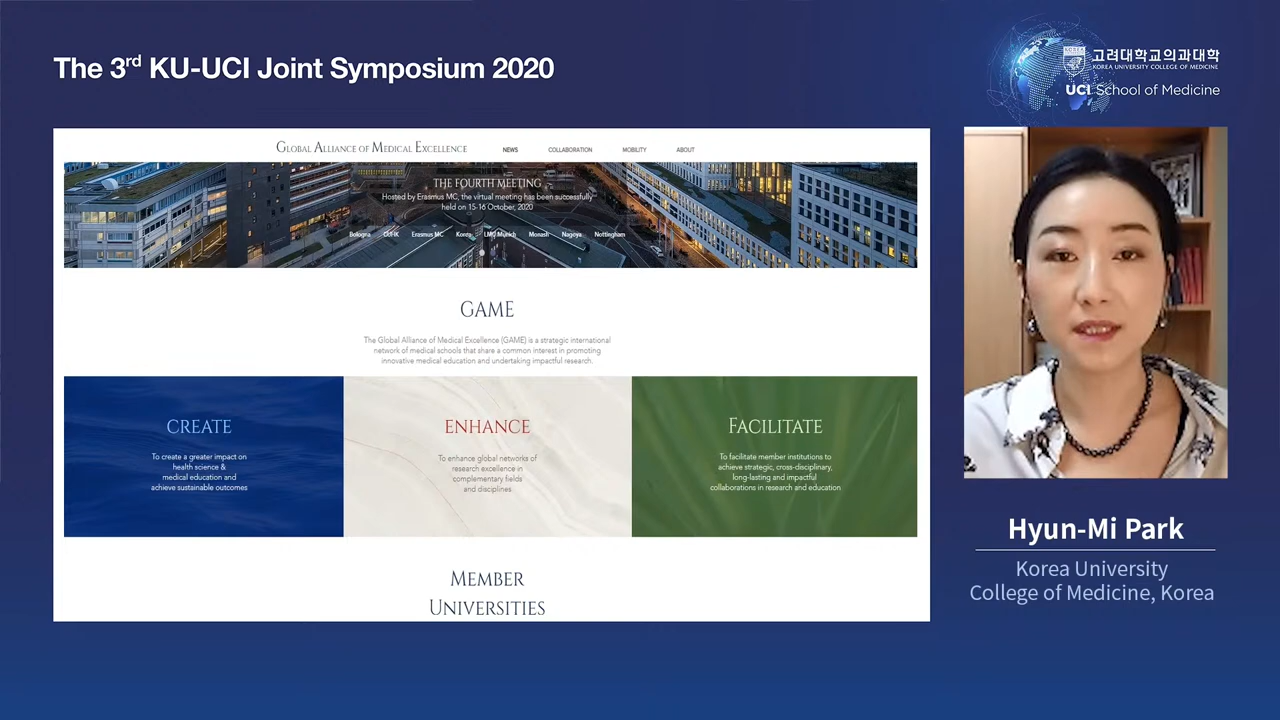 The 3rd KU-UCI Joint Symposium 2020
고려대학교의과대학
KOREA UNIVERSITY COLLEGE OF MEDICINE
UCI School of Medicine
GLOBAL ALLIANCE OF MEDICAL EXCELLENCE
NEWS COLLABORATION MOBILITY ABOUT
THE FOURTH MEETING
Hosted by Erasmus MC, the virtual meeting has been successfully
held on 15-16 October, 2020
Bologna CUHK Erasmus MC Korea LMU Munich Monash Nagoya Nottingham
GAME
The Global Alliance of Medical Excellence (GAME) is a strategic international
network of medical schools that share a common interest in promoting
innovative medical education and undertaking impactful research.
CREATE
To create a greater impact on
health science &
medical education and
achieve sustainable outcomes
ENHANCE
To enhance global networks of
research excellence in
complementary fields
and disciplines
FACILITATE
To facilitate member institutions to
achieve strategic, cross-disciplinary,
long-lasting and impactful
collaborations in research and education
MEMBER
UNIVERSITIES
Hyun-Mi Park
Korea University
College of Medicine, Korea